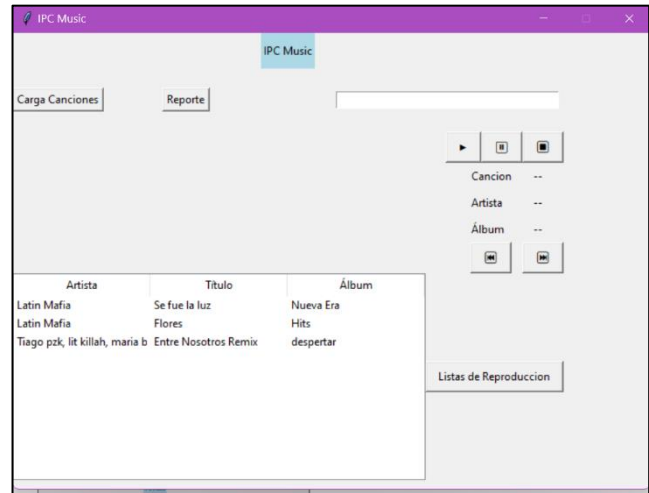 IPC Music
IPC Music
Carga Canciones Reporte
Cancion --
Artista --
Álbum --
Artista Título Álbum
Latin Mafia Se fue la luz Nueva Era
Latin Mafia Flores Hits
Tiago pzk, lit killah, maria b Entre Nosotros Remix despertar
Listas de Reproduccion